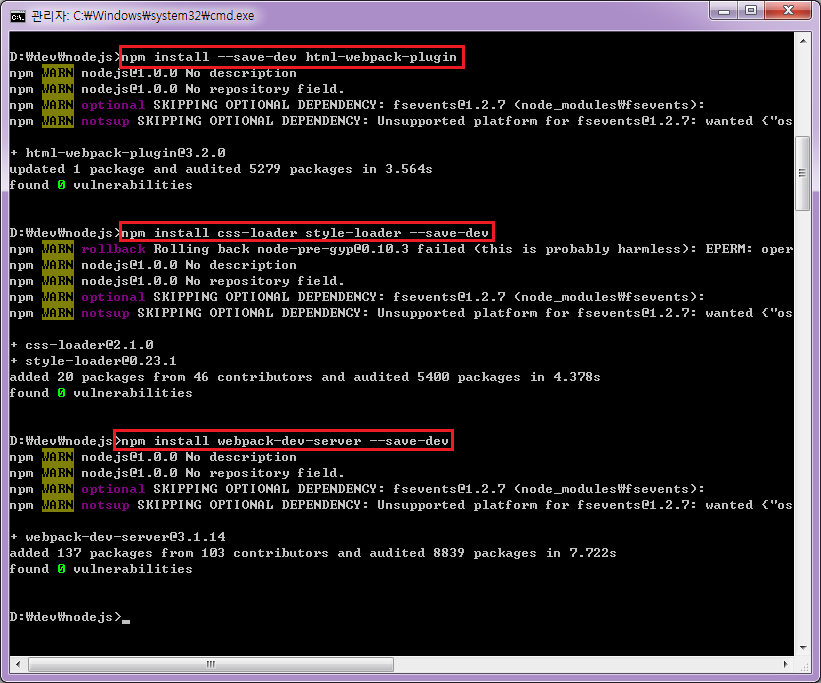 관리자: C:₩Windows₩system32₩cmd.exe
D:₩dev₩nodejs>npm install --save-dev html-webpack-plugin
npm WARN nodejs@1.0.0 No description
npm WARN nodejs@1.0.0 No repository field.
npm WARN optional SKIPPING OPTIONAL DEPENDENCY: fsevents@1.2.7 (node_modules₩fsevents):
npm WARN notsup SKIPPING OPTIONAL DEPENDENCY: Unsupported platform for fsevents@1.2.7: wanted {"os
+ html-webpack-plugin@3.2.0
updated 1 package and audited 5279 packages in 3.564s
found 0 vulnerabilities
D:₩dev₩nodejs>npm install css-loader style-loader --save-dev
npm WARN rollback Rolling back node-pre-gyp@0.10.3 failed (this is probably harmless): EPERM: oper
npm WARN nodejs@1.0.0 No description
npm WARN nodejs@1.0.0 No repository field.
npm WARN optional SKIPPING OPTIONAL DEPENDENCY: fsevents@1.2.7 (node_modules₩fsevents):
npm WARN notsup SKIPPING OPTIONAL DEPENDENCY: Unsupported platform for fsevents@1.2.7: wanted {"os
+ css-loader@2.1.0
+ style-loader@0.23.1
added 20 packages from 46 contributors and audited 5400 packages in 4.378s
found 0 vulnerabilities
D:₩dev₩nodejs>npm install webpack-dev-server --save-dev
npm WARN nodejs@1.0.0 No description
npm WARN nodejs@1.0.0 No repository field.
npm WARN optional SKIPPING OPTIONAL DEPENDENCY: fsevents@1.2.7 (node_modules₩fsevents):
npm WARN notsup SKIPPING OPTIONAL DEPENDENCY: Unsupported platform for fsevents@1.2.7: wanted {"os
+ webpack-dev-server@3.1.14
added 137 packages from 103 contributors and audited 8839 packages in 7.722s
found 0 vulnerabilities
D:₩dev₩nodejs>_